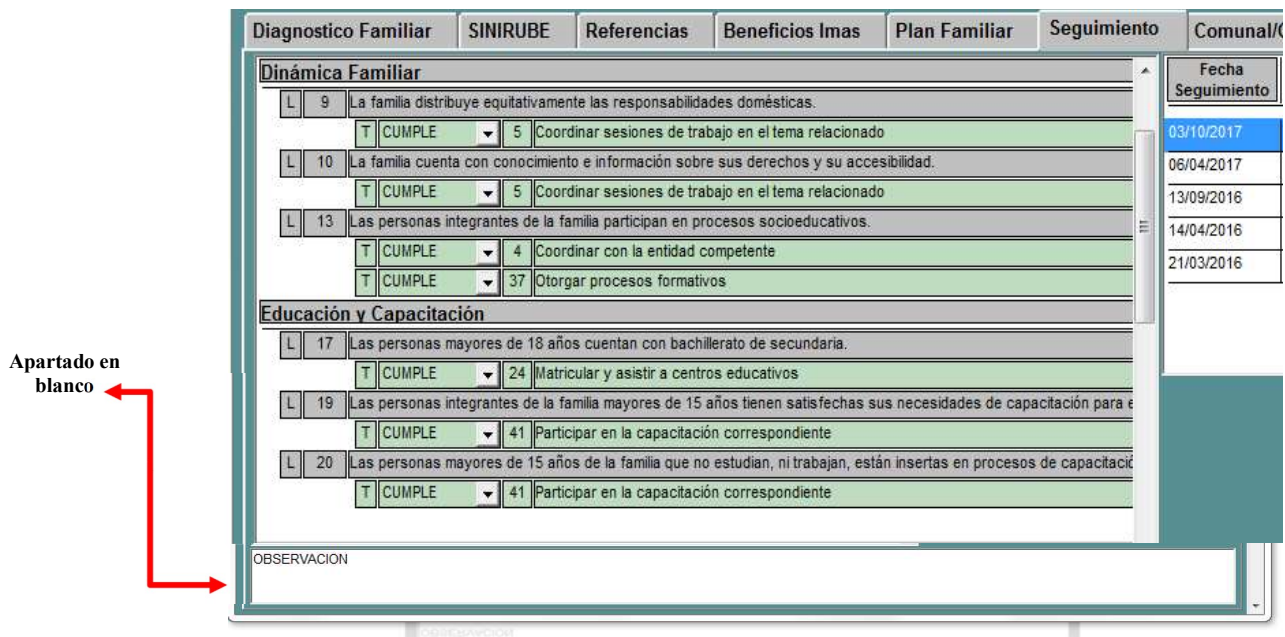 Diagnostico Familiar SINIRUBE Referencias Beneficios Imas Plan Familiar Seguimiento Comunal/
Dinámica Familiar
Fecha Seguimiento
L 9 La familia distribuye equitativamente las responsabilidades domésticas.
T CUMPLE 5 Coordinar sesiones de trabajo en el tema relacionado
03/10/2017
L 10 La familia cuenta con conocimiento e información sobre sus derechos y su accesibilidad.
06/04/2017
T CUMPLE 5 Coordinar sesiones de trabajo en el tema relacionado
13/09/2016
L 13 Las personas integrantes de la familia participan en procesos socioeducativos.
14/04/2016
T CUMPLE 4 Coordinar con la entidad competente
21/03/2016
T CUMPLE 37 Otorgar procesos formativos
Educación y Capacitación
L 17 Las personas mayores de 18 años cuentan con bachillerato de secundaria.
T CUMPLE 24 Matricular y asistir a centros educativos
L 19 Las personas integrantes de la familia mayores de 15 años tienen satisfechas sus necesidades de capacitación para e
T CUMPLE 41 Participar en la capacitación correspondiente
L 20 Las personas mayores de 15 años de la familia que no estudian, ni trabajan, están insertas en procesos de capacitació
T CUMPLE 41 Participar en la capacitación correspondiente
Apartado en
blanco
OBSERVACION
OBSERVACION